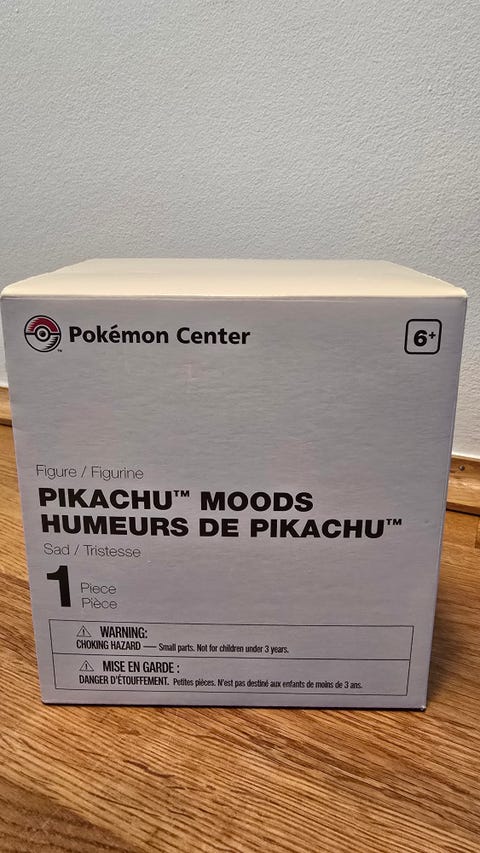 Pokémon Center
6+
Figure / Figurine
PIKACHU™ MOODS
HUMEURS DE PIKACHU™
Sad / Tristesse
1 Piece
Pièce
WARNING:
CHOKING HAZARD — Small parts. Not for children under 3 years.
MISE EN GARDE :
DANGER D'ÉTOUFFEMENT. Petites pièces. N'est pas destiné aux enfants de moins de 3 ans.